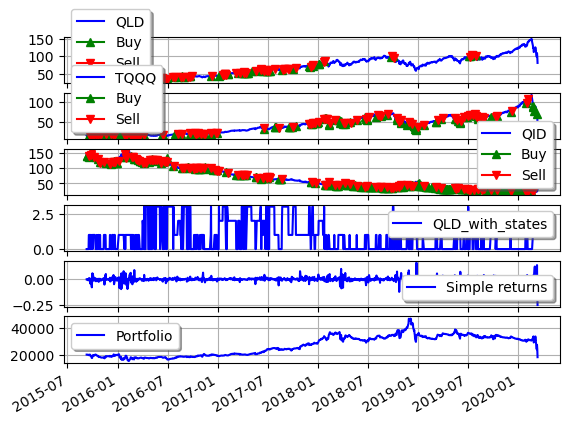 QLD
Buy
Sell
150
100
50
TQQQ
Buy
Sell
100
50
QID
Buy
Sell
150
100
50
QLD_with_states
2.5
0.0
Simple returns
0.00
−0.25
Portfolio
40000
20000
2015-07
2016-01
2016-07
2017-01
2017-07
2018-01
2018-07
2019-01
2019-07
2020-01